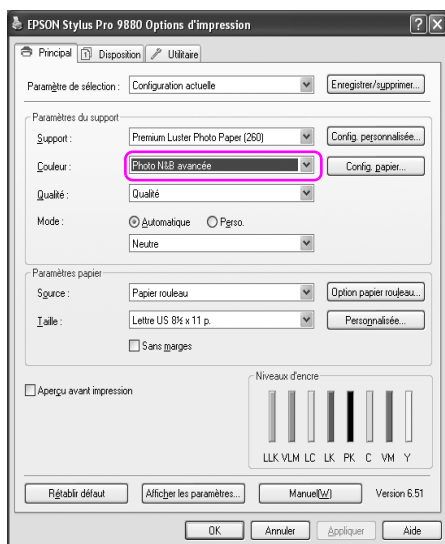 EPSON Stylus Pro 9880 Options d'impression
Principal Disposition Utilitaire
Paramètre de sélection : Configuration actuelle Enregistrer/supprimer...
Paramètres du support
Support : Premium Luster Photo Paper (260) Config. personnalisée...
Couleur : Photo N&B avancée Config. papier...
Qualité : Qualité
Mode : Automatique Perso.
Neutre
Paramètres papier
Source : Papier rouleau Option papier rouleau...
Taille : Lettre US 8½ x 11 p. Personnalisée...
Sans marges
Aperçu avant impression
Niveaux d'encre
LLK VLM LC LK PK C VM Y
Rétablir défaut Afficher les paramètres... Manuel(W) Version 6.51
OK Annuler Appliquer Aide